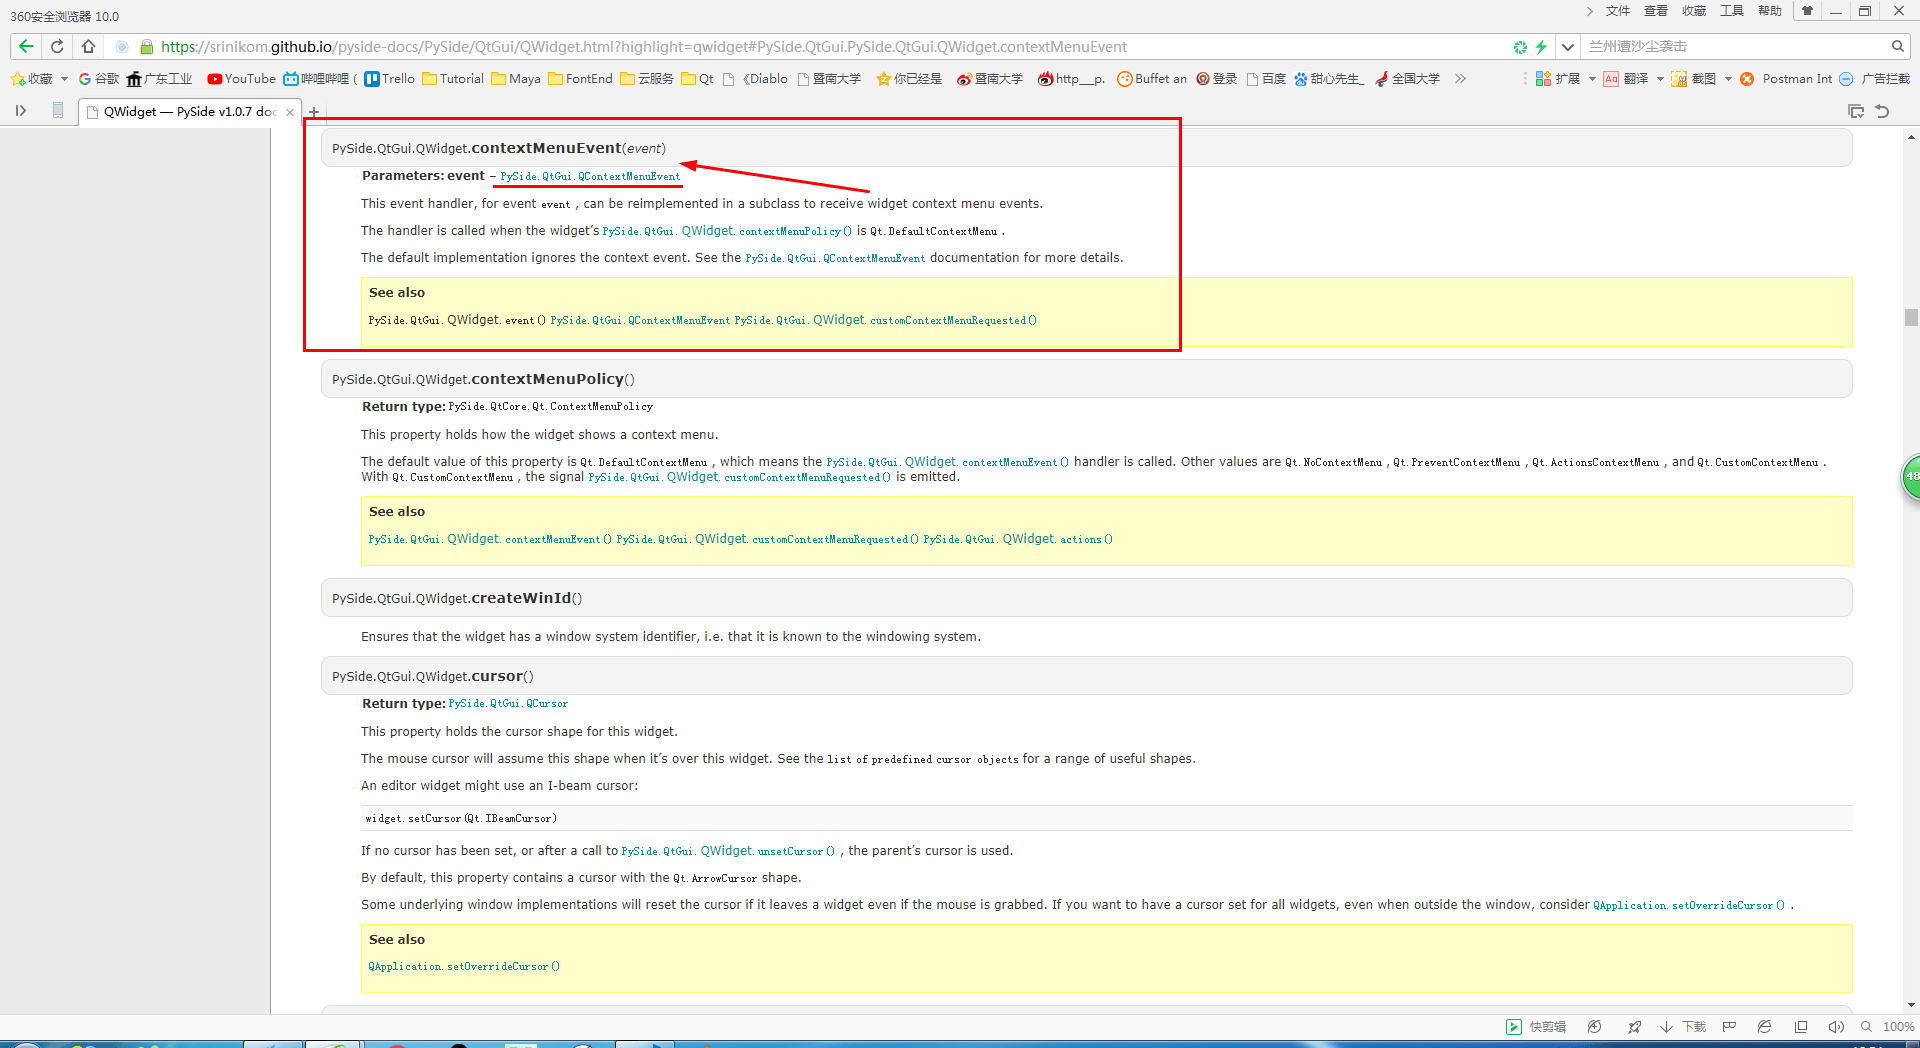 360安全浏览器 10.0
文件 查看 收藏 工具 帮助
https://srinikom.github.io/pyside-docs/PySide/QtGui/QWidget.html?highlight=qwidget#PySide.QtGui.PySide.QtGui.QWidget.contextMenuEvent
兰州遭沙尘袭击
收藏 谷歌 广东工业 YouTube 哔哩哔哩 ( Trello Tutorial Maya FontEnd 云服务 Qt 《Diablo 暨南大学 你已经是 暨南大学 http___p. Buffet an 登录 百度 甜心先生_ 全国大学 扩展 翻译 截图 Postman Int 广告拦截
QWidget — PySide v1.0.7 doc
PySide.QtGui.QWidget.contextMenuEvent(event)
Parameters: event – PySide.QtGui.QContextMenuEvent
This event handler, for event event , can be reimplemented in a subclass to receive widget context menu events.
The handler is called when the widget’s PySide.QtGui.QWidget.contextMenuPolicy() is Qt.DefaultContextMenu .
The default implementation ignores the context event. See the PySide.QtGui.QContextMenuEvent documentation for more details.
See also
PySide.QtGui.QWidget.event() PySide.QtGui.QContextMenuEvent PySide.QtGui.QWidget.customContextMenuRequested()
PySide.QtGui.QWidget.contextMenuPolicy()
Return type: PySide.QtCore.Qt.ContextMenuPolicy
This property holds how the widget shows a context menu.
The default value of this property is Qt.DefaultContextMenu , which means the PySide.QtGui.QWidget.contextMenuEvent() handler is called. Other values are Qt.NoContextMenu , Qt.PreventContextMenu , Qt.ActionsContextMenu , and Qt.CustomContextMenu .
With Qt.CustomContextMenu , the signal PySide.QtGui.QWidget.customContextMenuRequested() is emitted.
See also
PySide.QtGui.QWidget.contextMenuEvent() PySide.QtGui.QWidget.customContextMenuRequested() PySide.QtGui.QWidget.actions()
48
PySide.QtGui.QWidget.createWinId()
Ensures that the widget has a window system identifier, i.e. that it is known to the windowing system.
PySide.QtGui.QWidget.cursor()
Return type: PySide.QtGui.QCursor
This property holds the cursor shape for this widget.
The mouse cursor will assume this shape when it’s over this widget. See the list of predefined cursor objects for a range of useful shapes.
An editor widget might use an I-beam cursor:
widget.setCursor(Qt.IBeamCursor)
If no cursor has been set, or after a call to PySide.QtGui.QWidget.unsetCursor() , the parent’s cursor is used.
By default, this property contains a cursor with the Qt.ArrowCursor shape.
Some underlying window implementations will reset the cursor if it leaves a widget even if the mouse is grabbed. If you want to have a cursor set for all widgets, even when outside the window, consider QApplication.setOverrideCursor() .
See also
QApplication.setOverrideCursor()
快剪辑 下载 100%